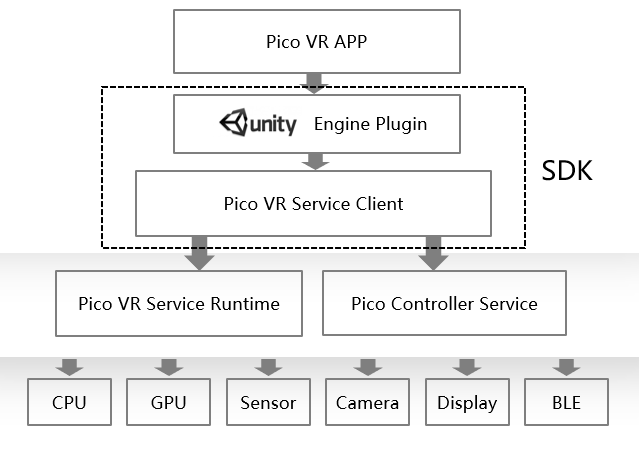 Pico VR APP
unity Engine Plugin
SDK
Pico VR Service Client
Pico VR Service Runtime
Pico Controller Service
CPU
GPU
Sensor
Camera
Display
BLE